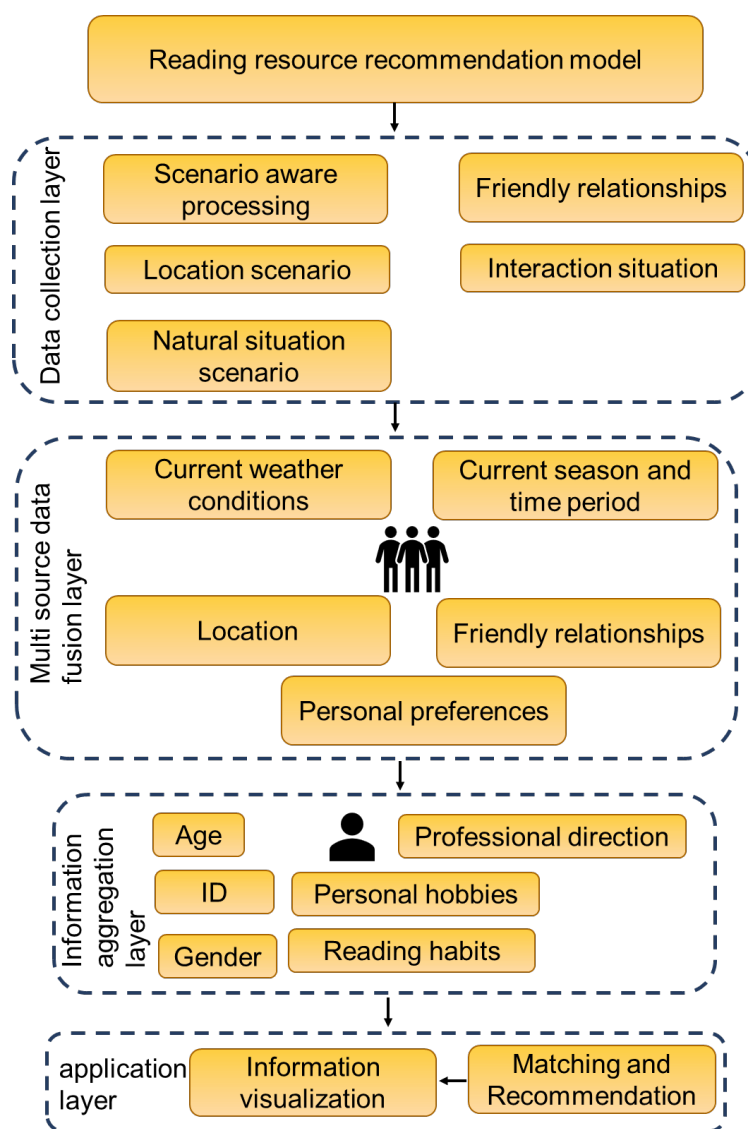 Reading resource recommendation model
Data collection layer
Scenario aware
processing
Friendly relationships
Location scenario
Interaction situation
Natural situation
scenario
Multi source data
fusion layer
Current weather
conditions
Current season and
time period
Location
Friendly relationships
Personal preferences
Information
aggregation
layer
Age
Professional direction
ID
Personal hobbies
Gender
Reading habits
application
layer
Information
visualization
Matching and
Recommendation